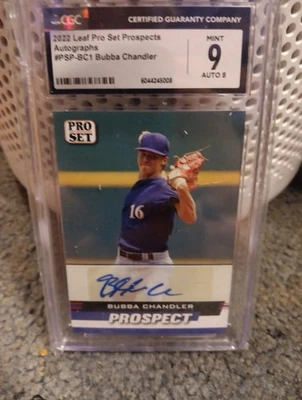 CGC
CERTIFIED GUARANTY COMPANY
2022 Leaf Pro Set Prospects
Autographs
#PSP-BC1 Bubba Chandler
6044245008
MINT
9
AUTO 8
PRO
SET
16
BUBBA CHANDLER
PROSPECT